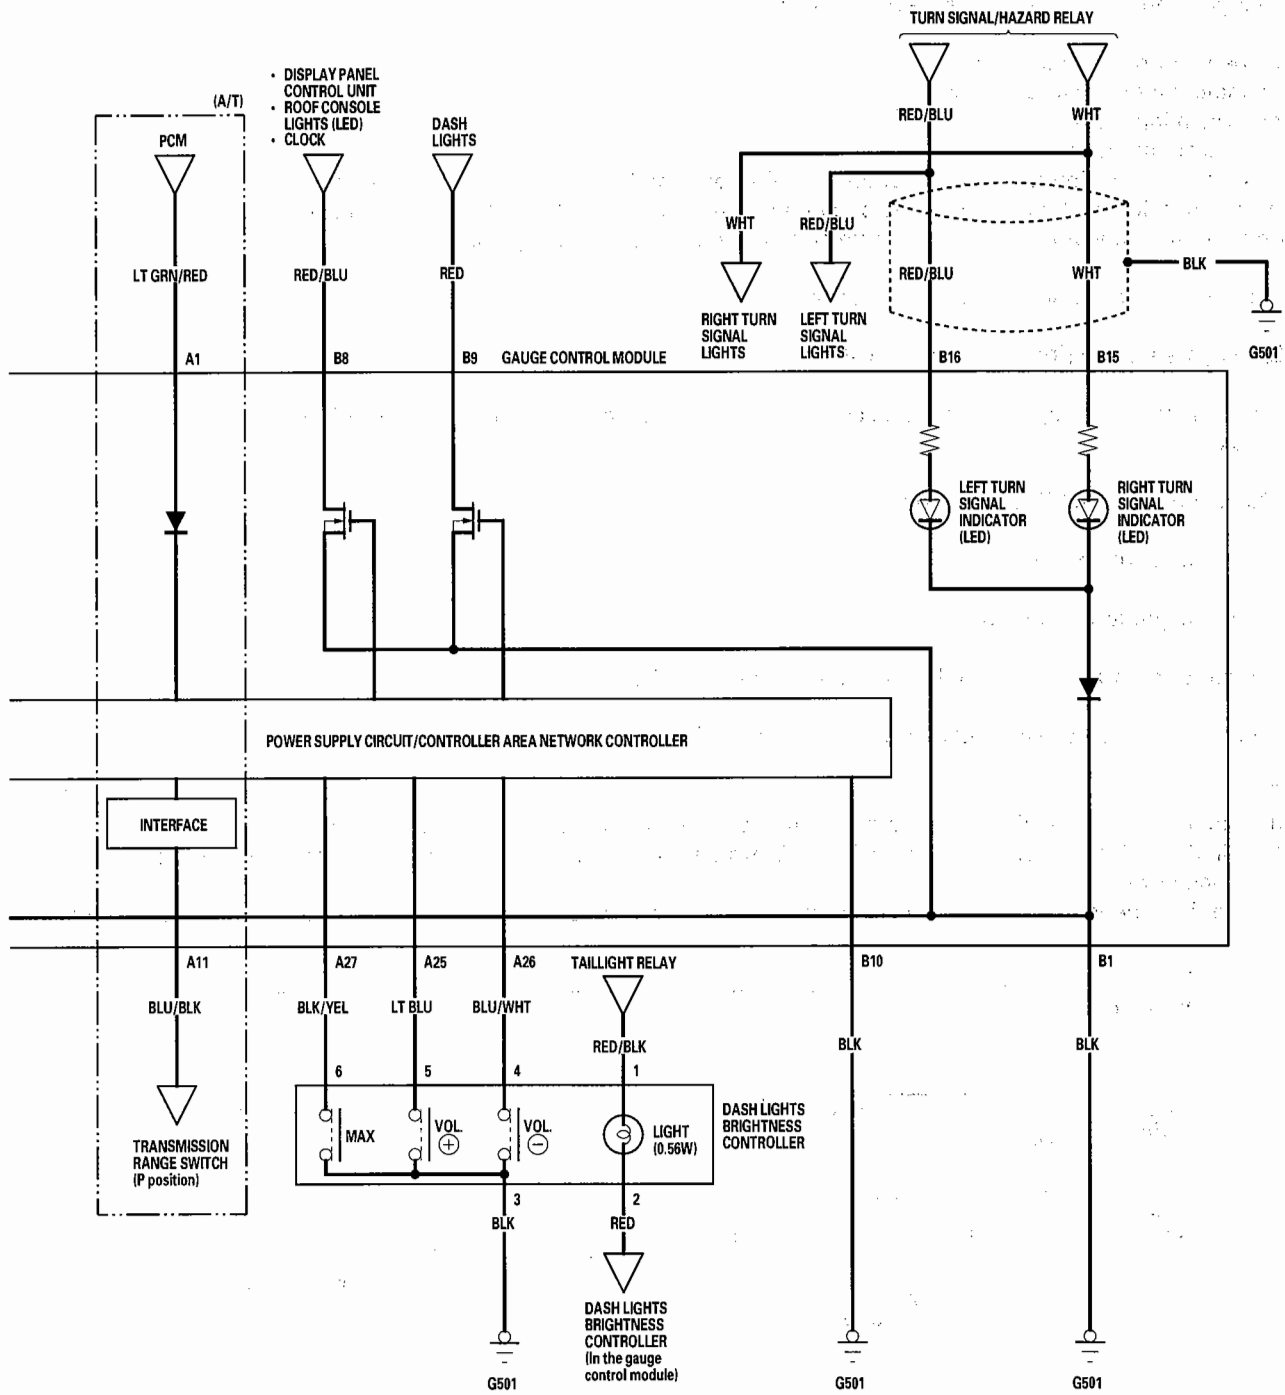 TURN SIGNAL/HAZARD RELAY
• DISPLAY PANEL
CONTROL UNIT
• ROOF CONSOLE
LIGHTS (LED)
• CLOCK
(A/T)
PCM
DASH
LIGHTS
RED/BLU
WHT
WHT
RED/BLU
LT GRN/RED
RED/BLU
RED
RED/BLU
WHT
BLK
RIGHT TURN
SIGNAL
LIGHTS
LEFT TURN
SIGNAL
LIGHTS
G501
A1
B8
B9
GAUGE CONTROL MODULE
B16
B15
LEFT TURN
SIGNAL
INDICATOR
(LED)
RIGHT TURN
SIGNAL
INDICATOR
(LED)
POWER SUPPLY CIRCUIT/CONTROLLER AREA NETWORK CONTROLLER
INTERFACE
A11
A27
A25
A26
TAILLIGHT RELAY
B10
B1
BLU/BLK
BLK/YEL
LT BLU
BLU/WHT
RED/BLK
BLK
BLK
6
5
4
1
MAX
VOL.
+
VOL.
−
LIGHT
(0.56W)
DASH LIGHTS
BRIGHTNESS
CONTROLLER
TRANSMISSION
RANGE SWITCH
(P position)
3
2
BLK
RED
DASH LIGHTS
BRIGHTNESS
CONTROLLER
(In the gauge
control module)
G501
G501
G501